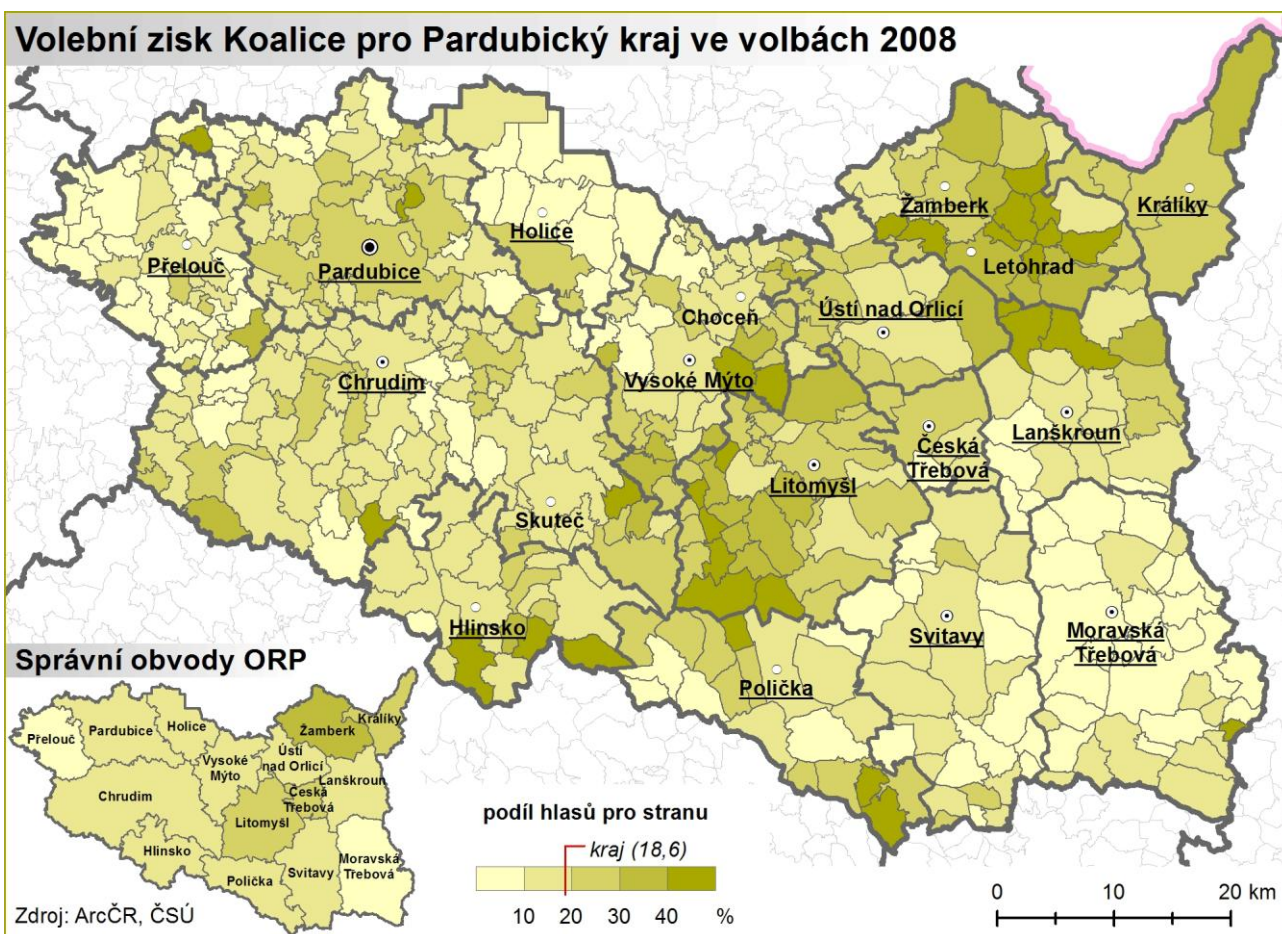 Volební zisk Koalice pro Pardubický kraj ve volbách 2008
Žamberk
Králíky
Holice
Přelouč
Pardubice
Letohrad
Ústí nad Orlicí
Choceň
Chrudim
Vysoké Mýto
Lanškroun
Česká
Třebová
Litomyšl
Skuteč
Hlinsko
Svitavy
Moravská
Třebová
Polička
Správní obvody ORP
Králíky
Žamberk
Pardubice
Holice
Přelouč
Ústí
nad Orlicí
Vysoké
Mýto
Lanškroun
Chrudim
Česká
Třebová
Litomyšl
Hlinsko
Moravská
Třebová
Svitavy
Polička
Zdroj: ArcČR, ČSÚ
podíl hlasů pro stranu
kraj (18,6)
10 20 30 40 %
0 10 20 km